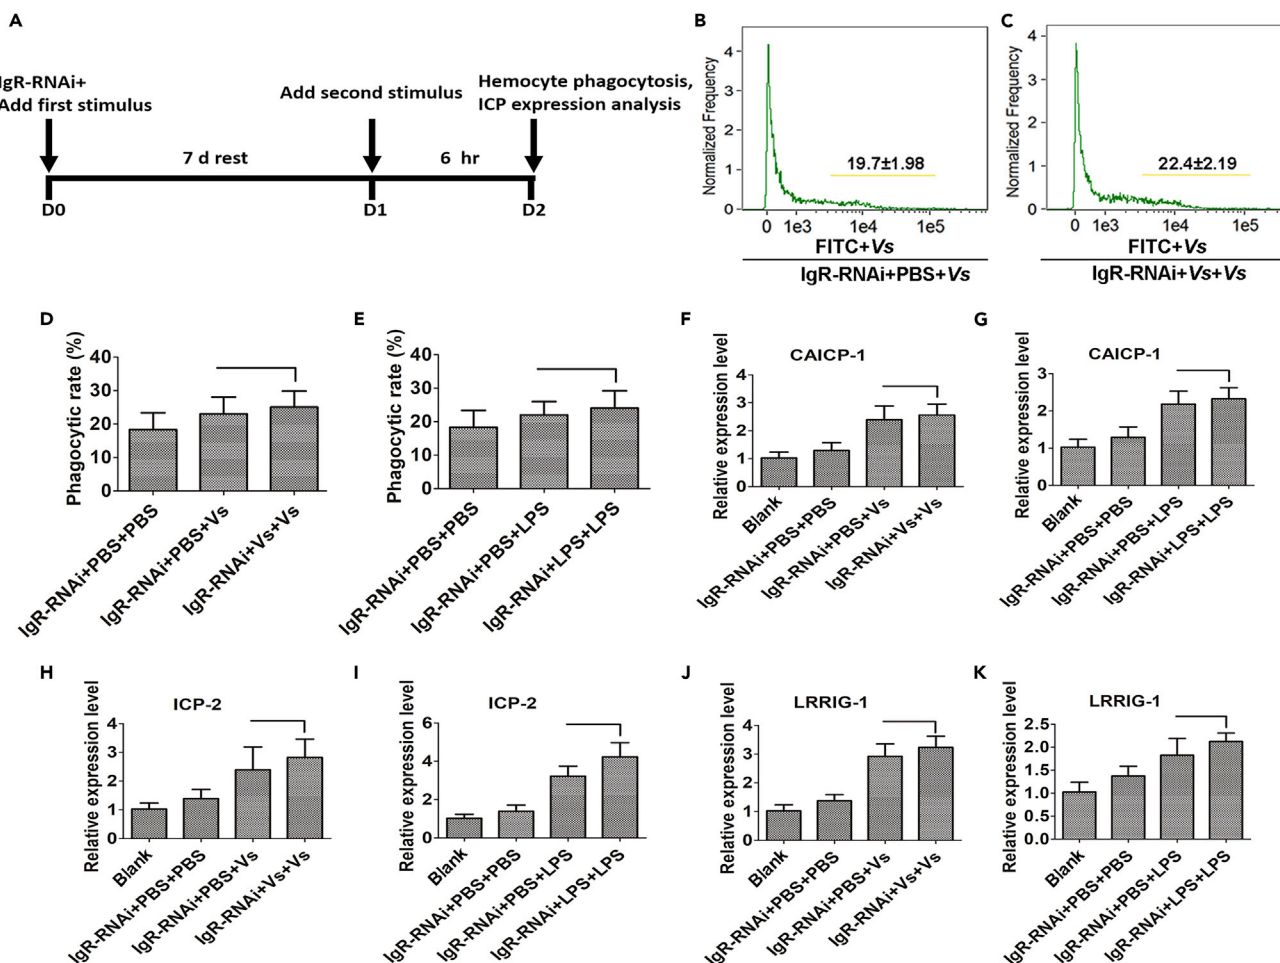 A
IgR-RNAi+
Add first stimulus
Add second stimulus
Hemocyte phagocytosis,
ICP expression analysis
7 d rest
6 hr
D0
D1
D2
B
Normalized Frequency
4
3
2
1
0
19.7±1.98
0 1e3 1e4 1e5
FITC+Vs
IgR-RNAi+PBS+Vs
C
Normalized Frequency
4
3
2
1
0
22.4±2.19
0 1e3 1e4 1e5
FITC+Vs
IgR-RNAi+Vs+Vs
D
Phagocytic rate (%)
40
30
20
10
0
IgR-RNAi+PBS+PBS
IgR-RNAi+PBS+Vs
IgR-RNAi+Vs+Vs
E
Phagocytic rate (%)
40
30
20
10
0
IgR-RNAi+PBS+PBS
IgR-RNAi+PBS+LPS
IgR-RNAi+LPS+LPS
F
CAICP-1
Relative expression level
4
3
2
1
0
Blank
IgR-RNAi+PBS+PBS
IgR-RNAi+PBS+Vs
IgR-RNAi+Vs+Vs
G
CAICP-1
Relative expression level
3
2
1
0
Blank
IgR-RNAi+PBS+PBS
IgR-RNAi+PBS+LPS
IgR-RNAi+LPS+LPS
H
ICP-2
Relative expression level
4
3
2
1
0
Blank
IgR-RNAi+PBS+PBS
IgR-RNAi+PBS+Vs
IgR-RNAi+Vs+Vs
I
ICP-2
Relative expression level
6
4
2
0
Blank
IgR-RNAi+PBS+PBS
IgR-RNAi+PBS+LPS
IgR-RNAi+LPS+LPS
J
LRRIG-1
Relative expression level
4
3
2
1
0
Blank
IgR-RNAi+PBS+PBS
IgR-RNAi+PBS+Vs
IgR-RNAi+Vs+Vs
K
LRRIG-1
Relative expression level
2.5
2.0
1.5
1.0
0.5
0.0
Blank
IgR-RNAi+PBS+PBS
IgR-RNAi+PBS+LPS
IgR-RNAi+LPS+LPS